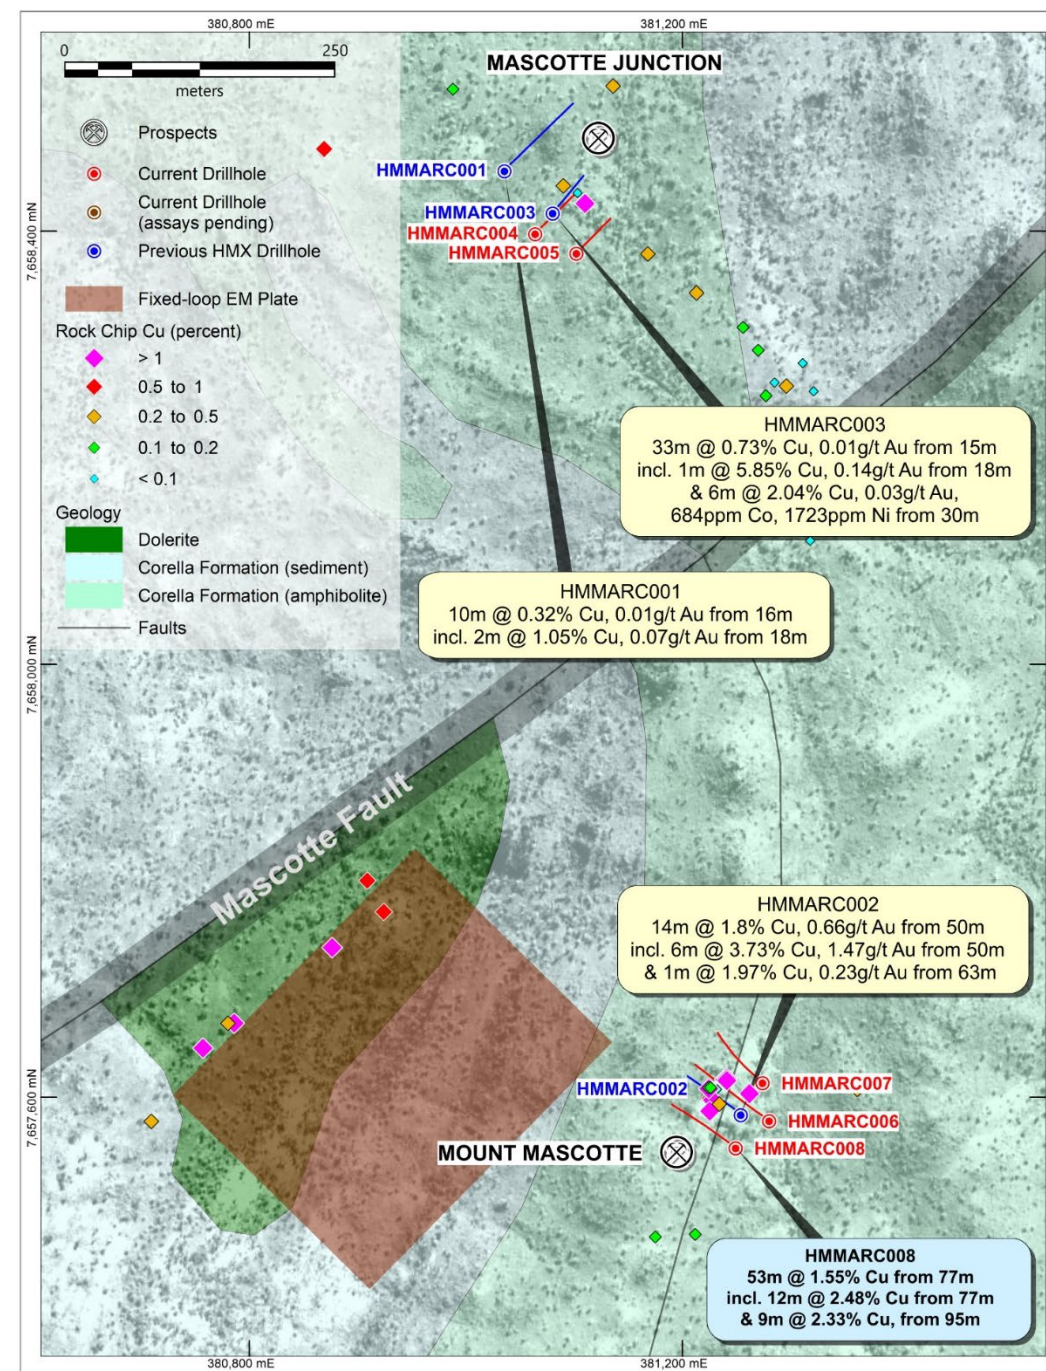 380,800 mE
381,200 mE
0 250
meters
Prospects
Current Drillhole
Current Drillhole
(assays pending)
Previous HMX Drillhole
Fixed-loop EM Plate
Rock Chip Cu (percent)
> 1
0.5 to 1
0.2 to 0.5
0.1 to 0.2
< 0.1
Geology
Dolerite
Corella Formation (sediment)
Corella Formation (amphibolite)
Faults
7,658,400 mN
7,658,000 mN
7,657,600 mN
MASCOTTE JUNCTION
HMMARC001
HMMARC003
HMMARC004
HMMARC005
HMMARC003
33m @ 0.73% Cu, 0.01g/t Au from 15m
incl. 1m @ 5.85% Cu, 0.14g/t Au from 18m
& 6m @ 2.04% Cu, 0.03g/t Au,
684ppm Co, 1723ppm Ni from 30m
HMMARC001
10m @ 0.32% Cu, 0.01g/t Au from 16m
incl. 2m @ 1.05% Cu, 0.07g/t Au from 18m
Mascotte Fault
HMMARC002
14m @ 1.8% Cu, 0.66g/t Au from 50m
incl. 6m @ 3.73% Cu, 1.47g/t Au from 50m
& 1m @ 1.97% Cu, 0.23g/t Au from 63m
HMMARC002
HMMARC007
HMMARC006
HMMARC008
MOUNT MASCOTTE
HMMARC008
53m @ 1.55% Cu from 77m
incl. 12m @ 2.48% Cu from 77m
& 9m @ 2.33% Cu, from 95m
380,800 mE
381,200 mE